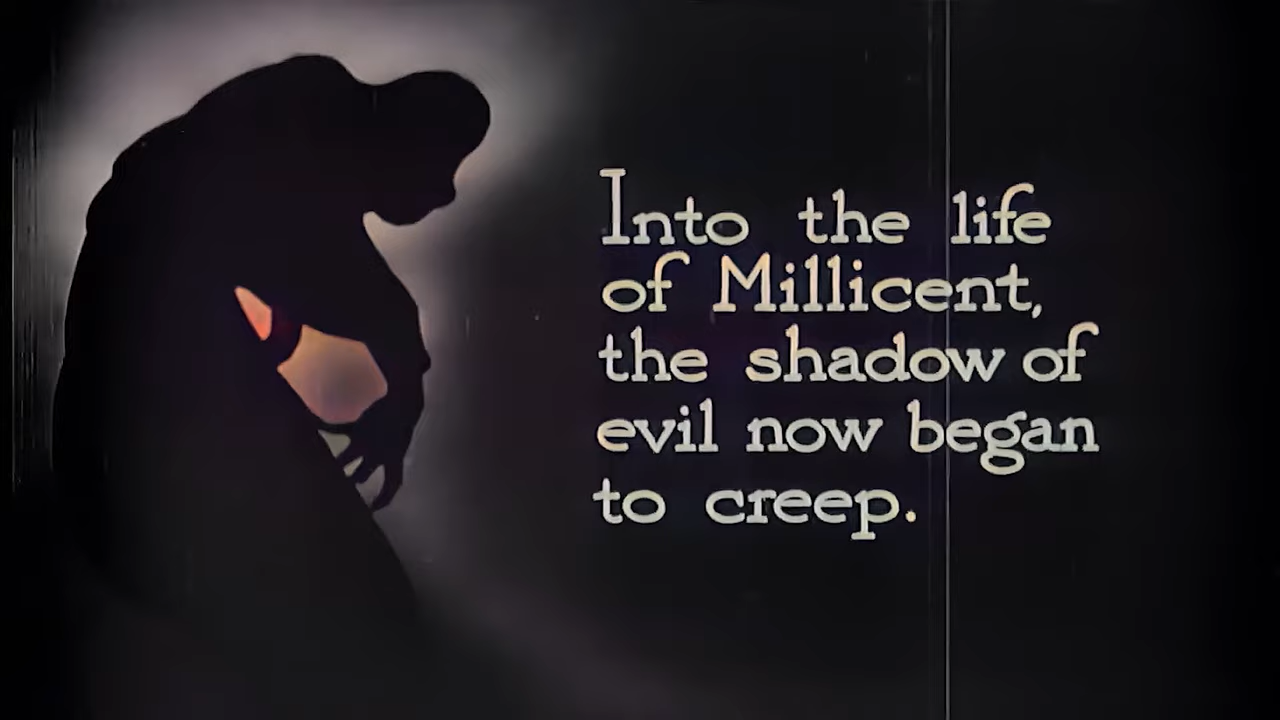 Into the life
of Millicent,
the shadow of
evil now began
to creep.